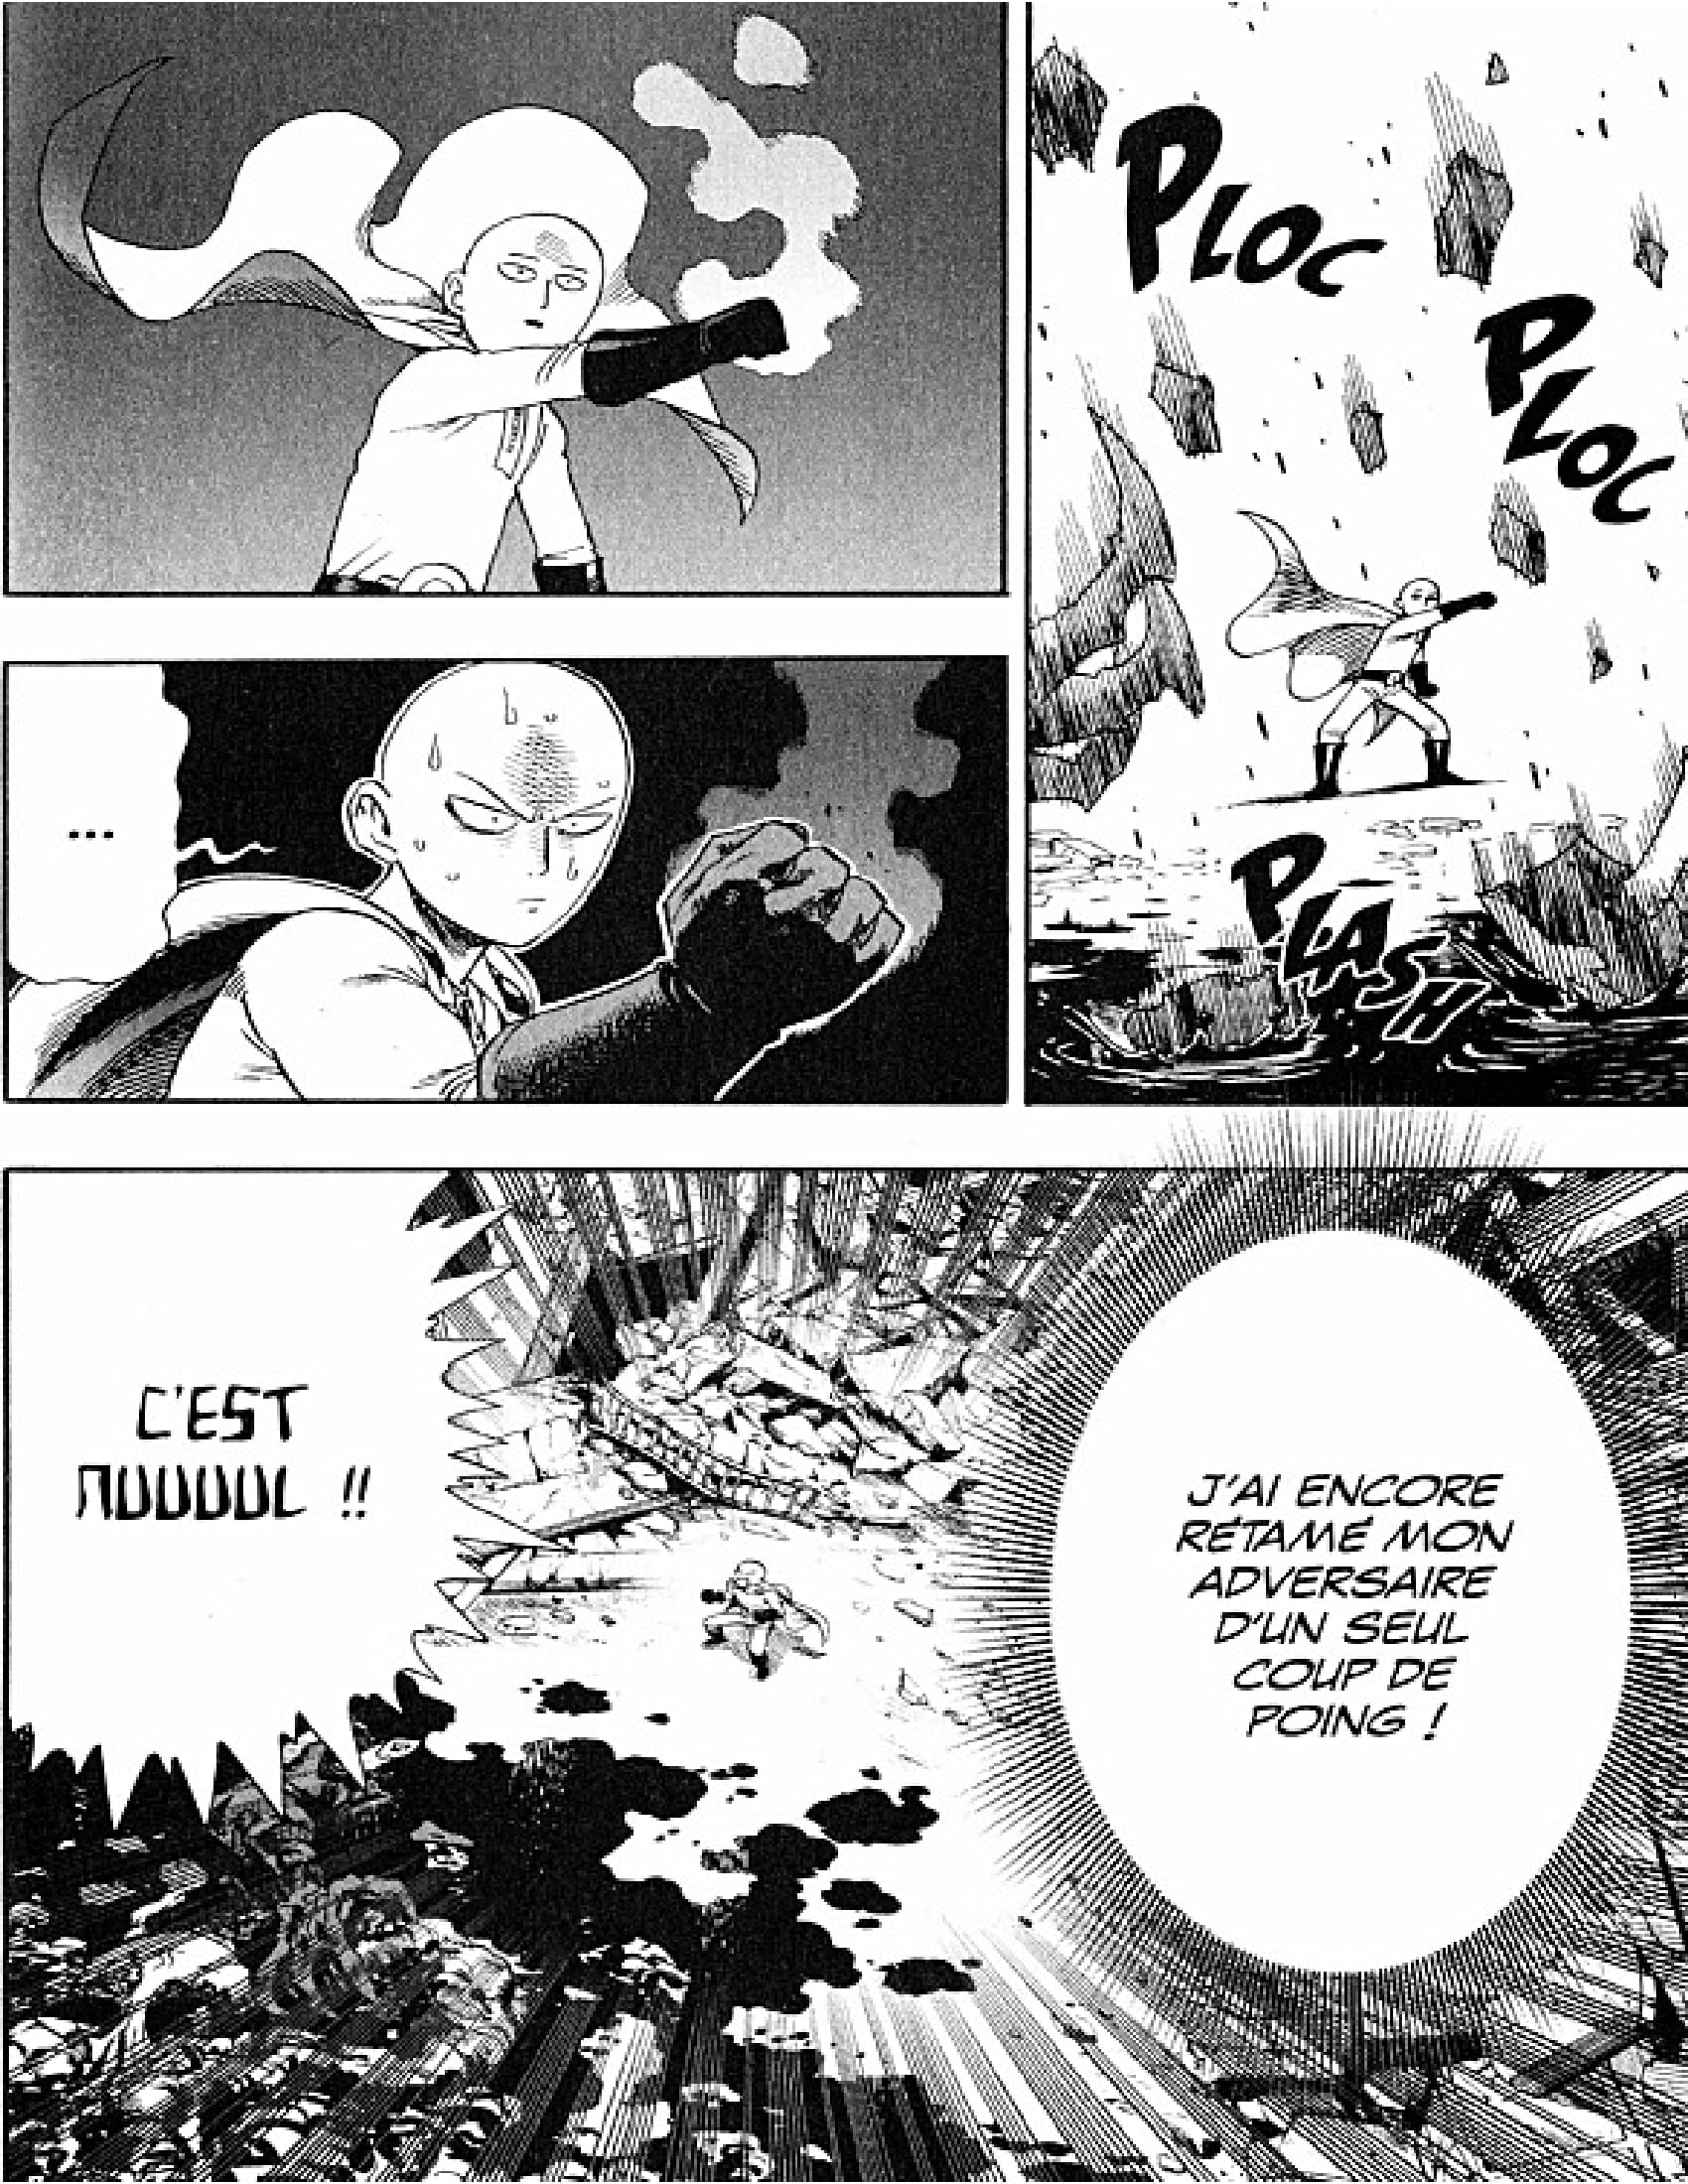 PLOC
PLOC
PLASH
...
J'AI ENCORE
RÉTAMÉ MON
ADVERSAIRE
D'UN SEUL
COUP DE
POING !
C'EST
NUUUUL !!